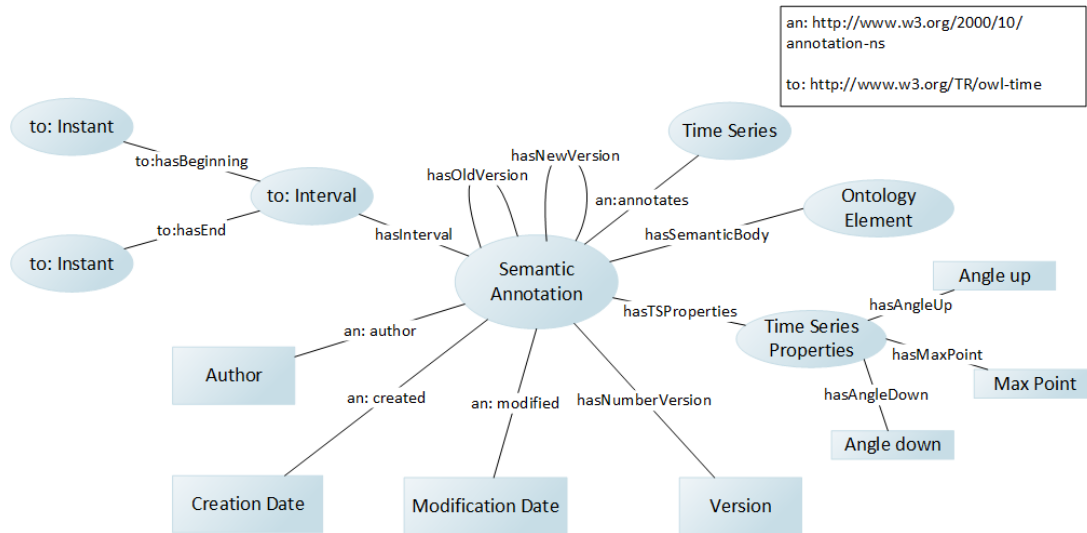 an: http://www.w3.org/2000/10/
annotation-ns
to: http://www.w3.org/TR/owl-time
to: Instant
to:hasBeginning
to: Interval
to:hasEnd
to: Instant
hasInterval
hasOldVersion
hasNewVersion
Time Series
an:annotates
Ontology
Element
hasSemanticBody
Semantic
Annotation
hasTSProperties
Time Series
Properties
hasAngleUp
Angle up
hasMaxPoint
Max Point
hasAngleDown
Angle down
an: author
Author
an: created
Creation Date
an: modified
Modification Date
hasNumberVersion
Version